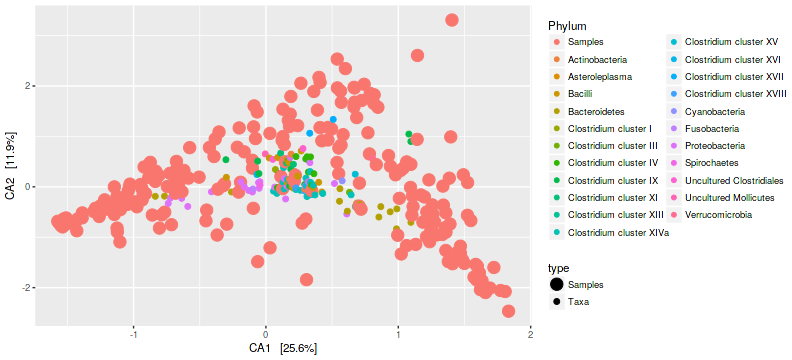 Phylum
Samples
Actinobacteria
Asteroleplasma
Bacilli
Bacteroidetes
Clostridium cluster I
Clostridium cluster III
Clostridium cluster IV
Clostridium cluster IX
Clostridium cluster XI
Clostridium cluster XIII
Clostridium cluster XIVa
Clostridium cluster XV
Clostridium cluster XVI
Clostridium cluster XVII
Clostridium cluster XVIII
Cyanobacteria
Fusobacteria
Proteobacteria
Spirochaetes
Uncultured Clostridiales
Uncultured Mollicutes
Verrucomicrobia
type
Samples
Taxa
CA2 [11.9%]
2
0
-2
-1
0
1
2
CA1 [25.6%]